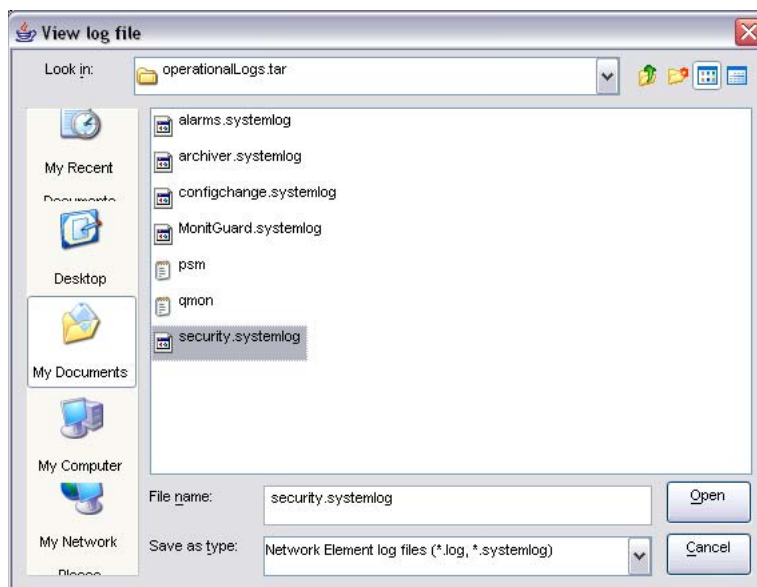 View log file
Look in:
operationalLogs.tar
My Recent
Documents
Desktop
My Documents
My Computer
My Network
alarms.systemlog
archiver.systemlog
configchange.systemlog
MonitGuard.systemlog
psm
qmon
security.systemlog
File name:
security.systemlog
Open
Save as type:
Network Element log files (*.log, *.systemlog)
Cancel